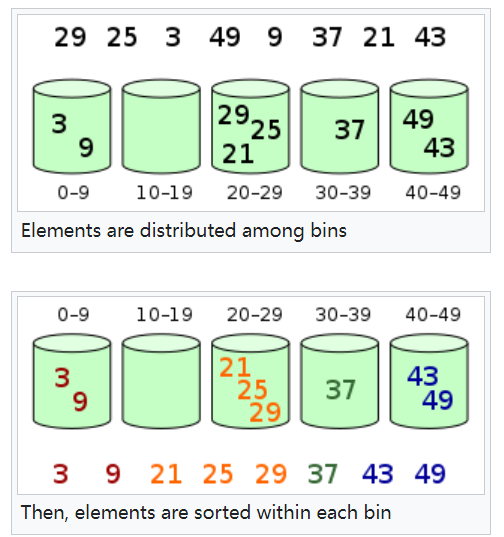 29 25 3 49 9 37 21 43
3 9 29 25 21 37 49 43
0–9 10–19 20–29 30–39 40–49
Elements are distributed among bins
0–9 10–19 20–29 30–39 40–49
3 9 21 25 29 37 43 49
3 9 21 25 29 37 43 49
Then, elements are sorted within each bin